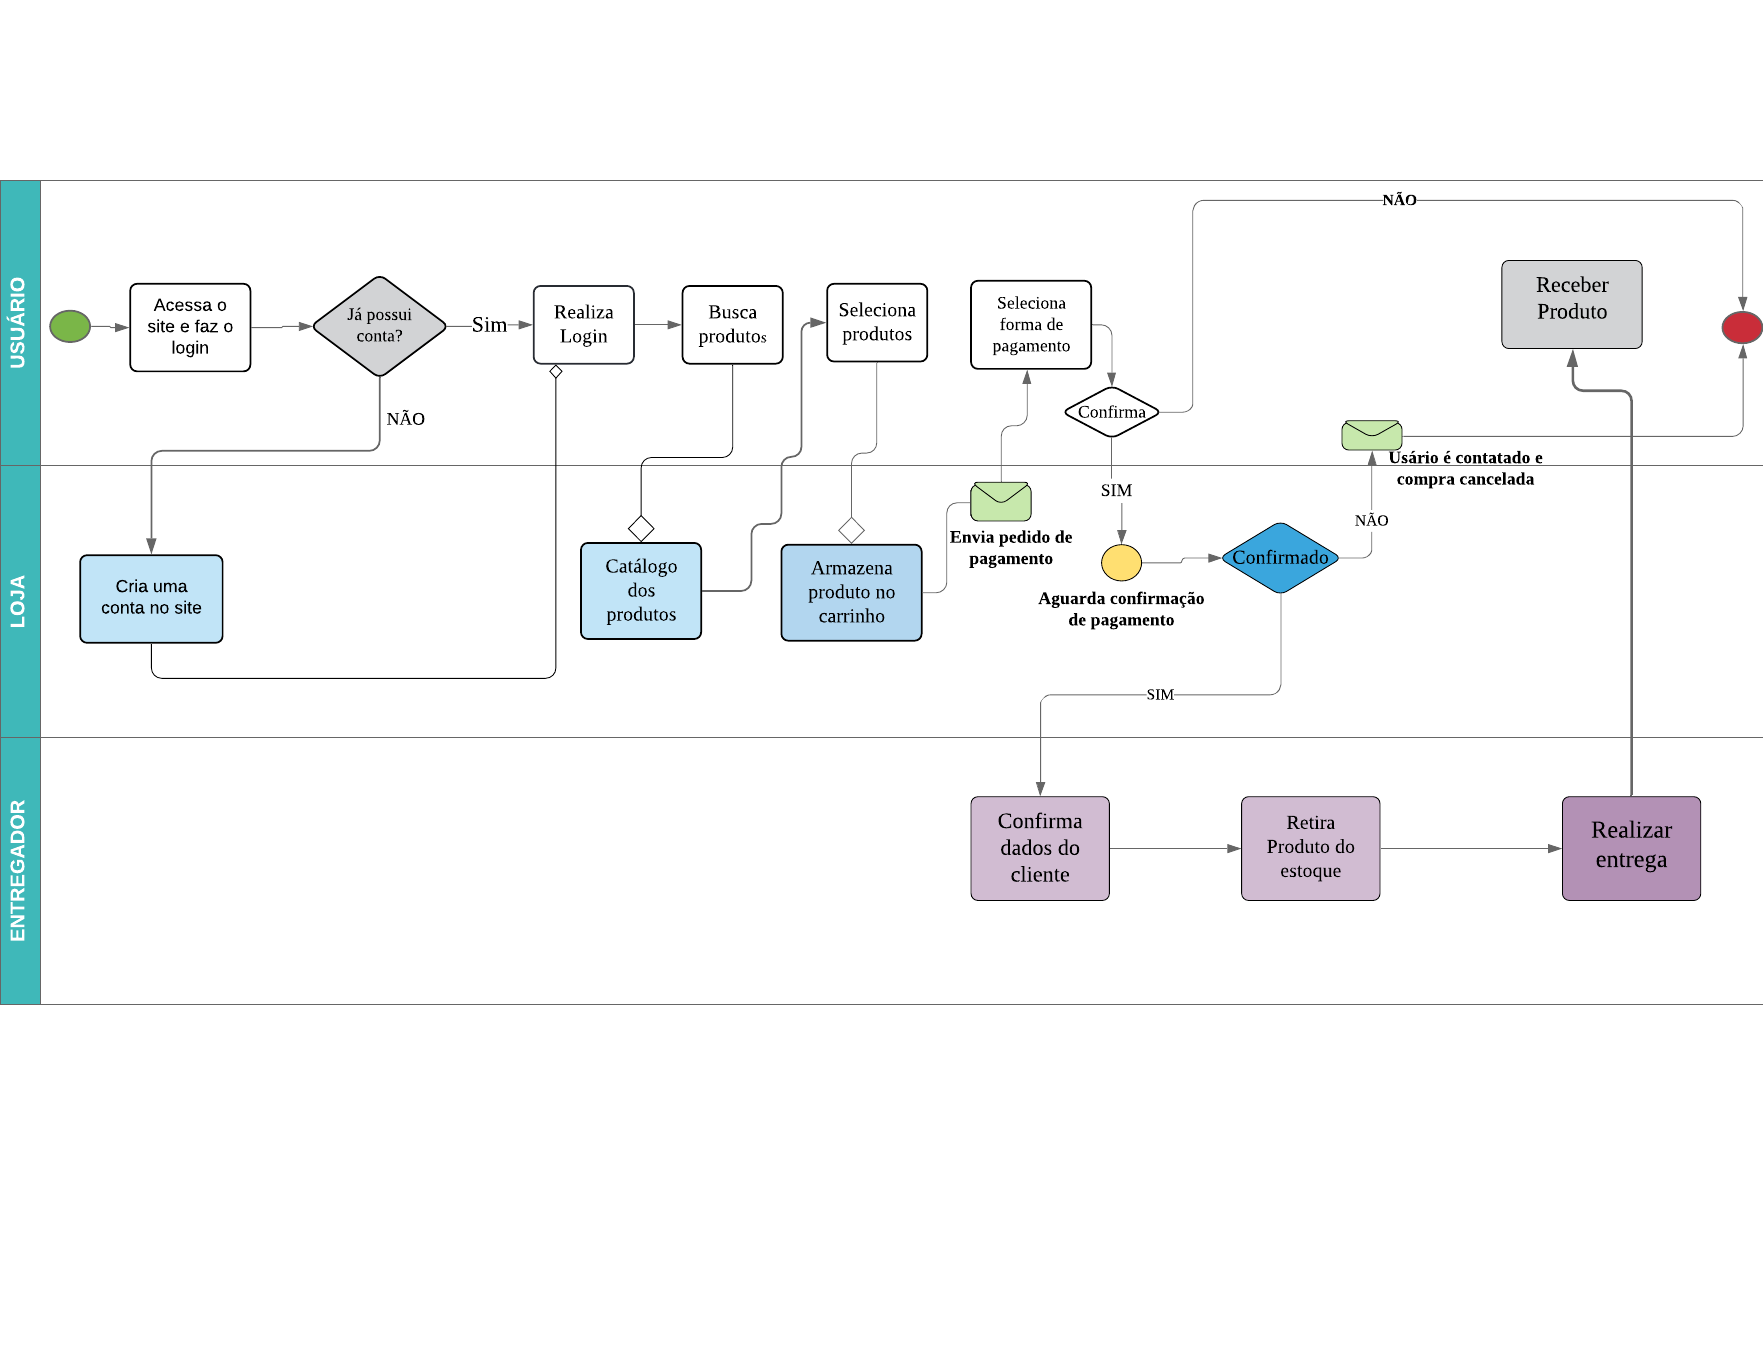 USUÁRIO
Acessa o
site e faz o
login
Já possui
conta?
Sim
NÃO
Realiza
Login
Busca
produtos
Seleciona
produtos
Seleciona
forma de
pagamento
Confirma
NÃO
Receber
Produto
Usário é contatado e
compra cancelada
LOJA
Cria uma
conta no site
Catálogo
dos
produtos
Armazena
produto no
carrinho
Envia pedido de
pagamento
SIM
Aguarda confirmação
de pagamento
Confirmado
NÃO
SIM
ENTREGADOR
Confirma
dados do
cliente
Retira
Produto do
estoque
Realizar
entrega